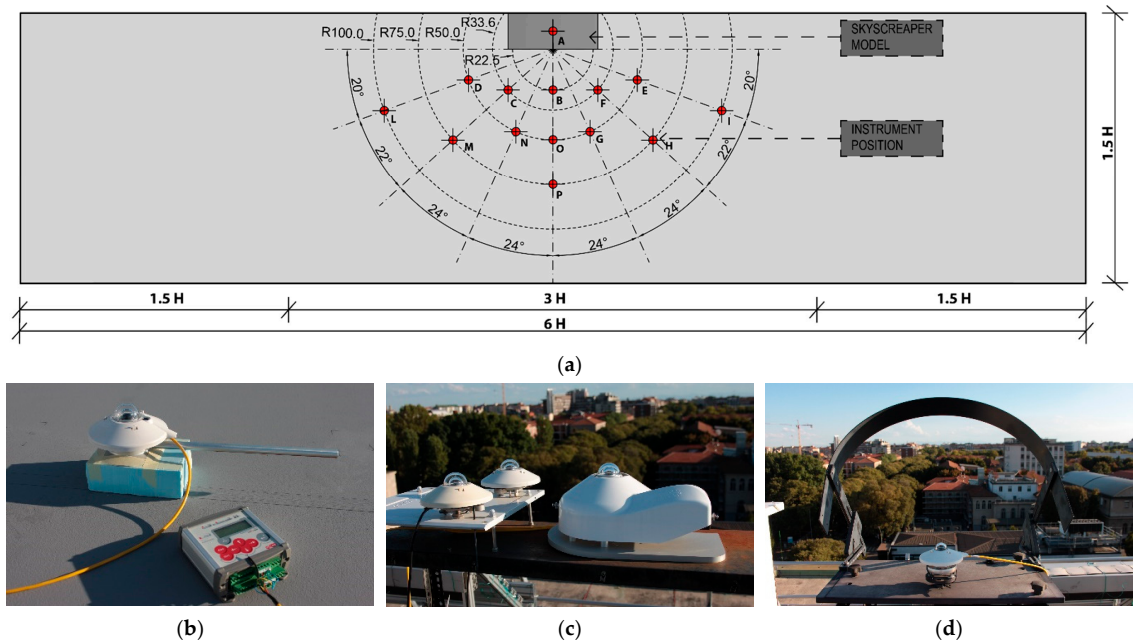 R33.6
R100.0
R75.0
R50.0
R22.5
A
SKYSCREAPER
MODEL
INSTRUMENT
POSITION
B
C
D
E
F
G
H
I
L
M
N
O
P
20°
20°
22°
22°
24°
24°
24°
24°
1.5 H
1.5 H
3 H
1.5 H
6 H
(a)
(b)
(c)
(d)